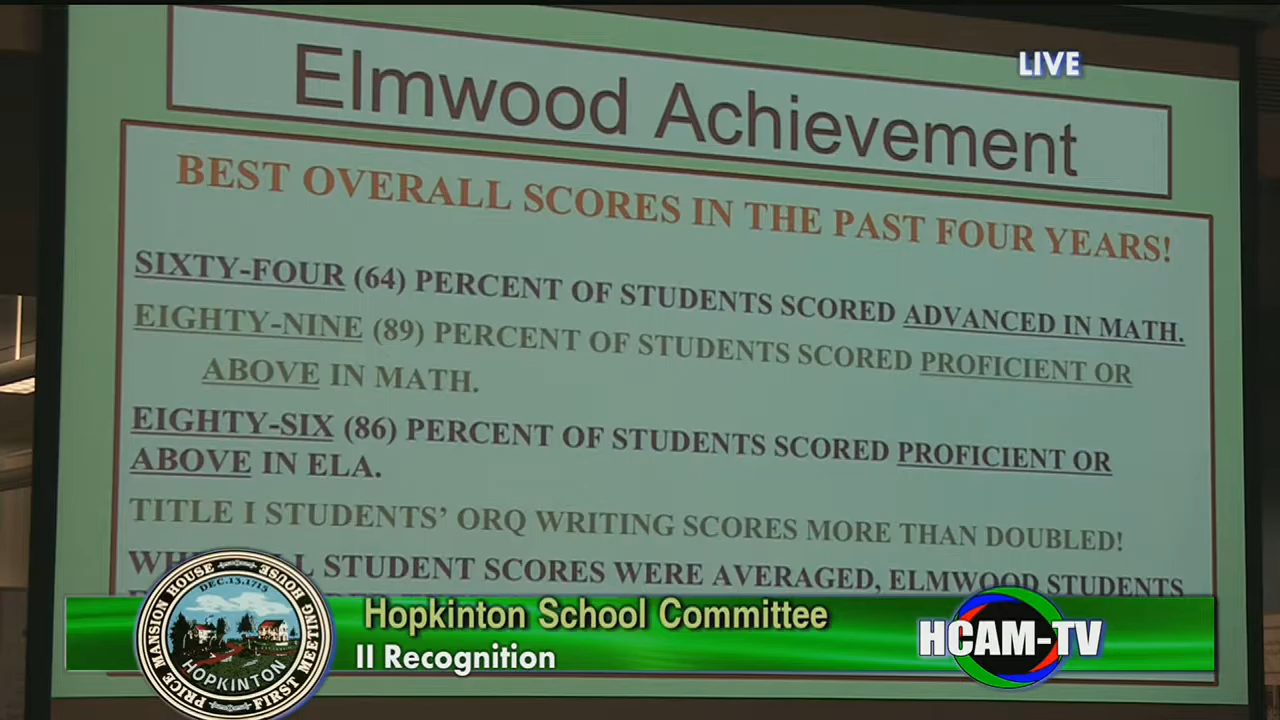 LIVE
Elmwood Achievement
BEST OVERALL SCORES IN THE PAST FOUR YEARS!
SIXTY-FOUR (64) PERCENT OF STUDENTS SCORED ADVANCED IN MATH.
EIGHTY-NINE (89) PERCENT OF STUDENTS SCORED PROFICIENT OR
ABOVE IN MATH.
EIGHTY-SIX (86) PERCENT OF STUDENTS SCORED PROFICIENT OR
ABOVE IN ELA.
TITLE I STUDENTS' ORQ WRITING SCORES MORE THAN DOUBLED!
STUDENT SCORES WERE AVERAGED, ELMWOOD STUDENTS
Hopkinton School Committee
II Recognition
HCAM-TV
PRICE MANSION HOUSE
FIRST MEETING HOUSE
DEC.13.1715
HOPKINTON